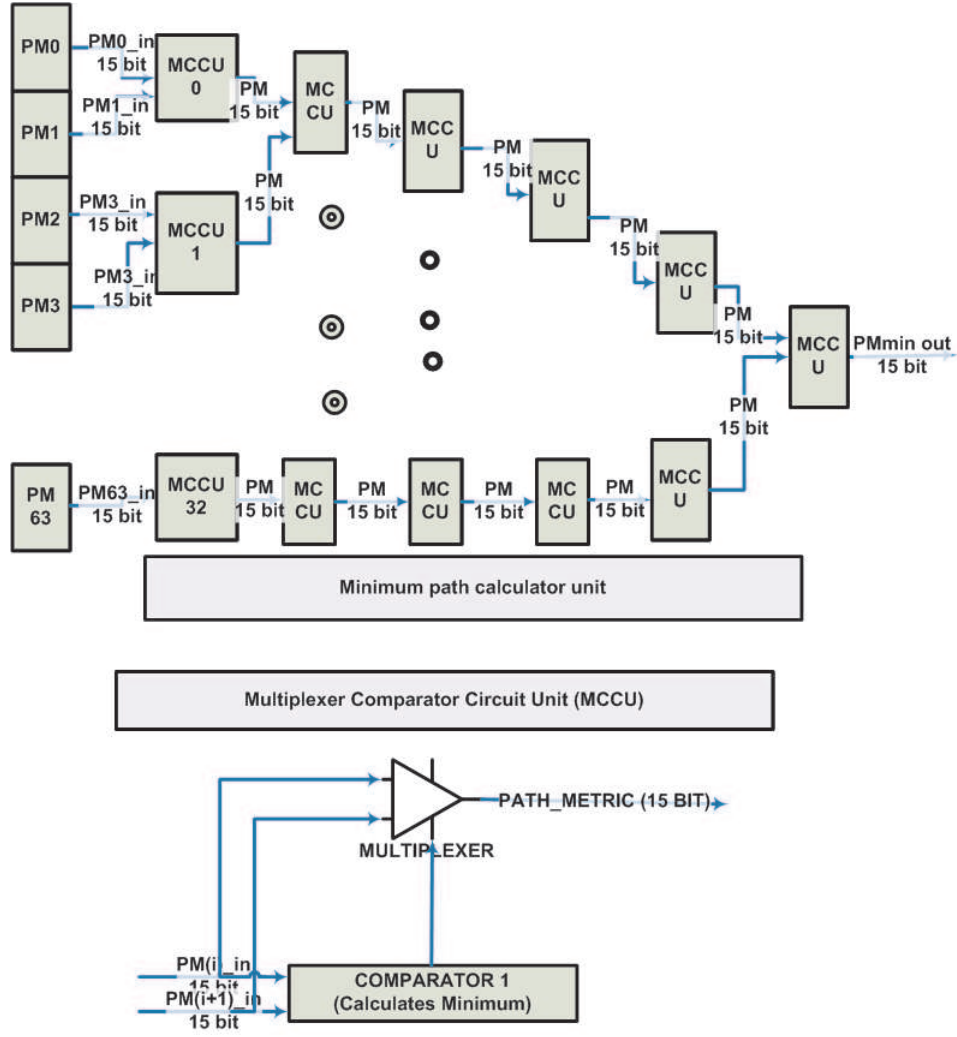 PM0
PM0_in
15 bit
MCCU
0
PM
15 bit
MC
CU
PM
15 bit
MCC
U
PM
15 bit
MCC
U
PM
15 bit
MCC
U
PM
15 bit
MCC
U
PMmin out
15 bit
PM1
PM1_in
15 bit
PM2
PM3_in
15 bit
MCCU
1
PM
15 bit
PM3
PM3_in
15 bit
PM
63
PM63_in
15 bit
MCCU
32
PM
15 bit
MC
CU
PM
15 bit
MC
CU
PM
15 bit
MC
CU
PM
15 bit
MCC
U
PM
15 bit
Minimum path calculator unit
Multiplexer Comparator Circuit Unit (MCCU)
PATH_METRIC (15 BIT)
MULTIPLEXER
PM(i)_in
15 bit
PM(i+1)_in
15 bit
COMPARATOR 1
(Calculates Minimum)